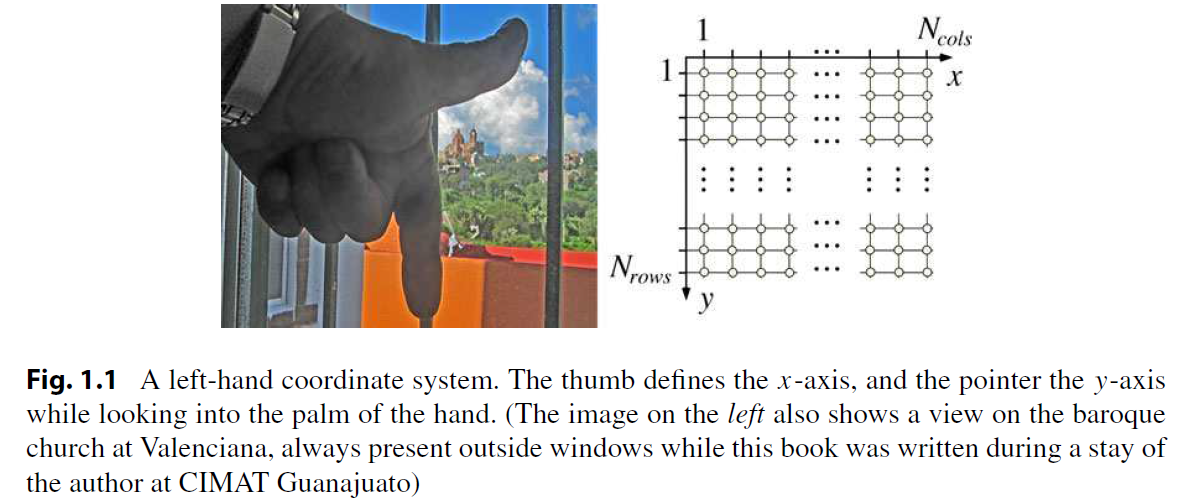 1 N_cols
1 x
N_rows
y
Fig. 1.1 A left-hand coordinate system. The thumb defines the x-axis, and the pointer the y-axis
while looking into the palm of the hand. (The image on the left also shows a view on the baroque
church at Valenciana, always present outside windows while this book was written during a stay of
the author at CIMAT Guanajuato)